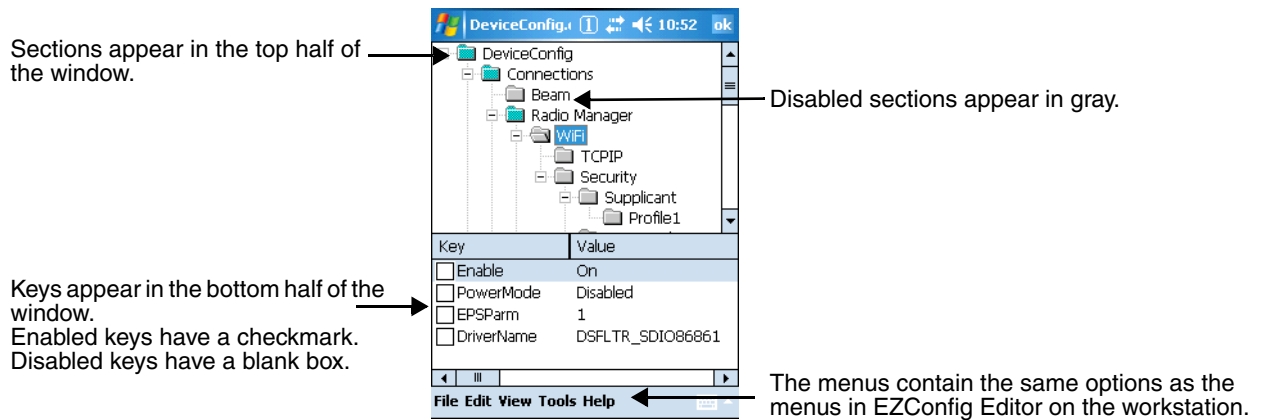 DeviceConfig.
10:52
ok
Sections appear in the top half of
the window.
DeviceConfig
Connections
Beam
Disabled sections appear in gray.
Radio Manager
WiFi
TCPIP
Security
Supplicant
Profile1
Key Value
Enable On
PowerMode Disabled
EPSParm 1
DriverName DSFLTR_SDIO86861
Keys appear in the bottom half of the
window.
Enabled keys have a checkmark.
Disabled keys have a blank box.
File Edit View Tools Help
The menus contain the same options as the
menus in EZConfig Editor on the workstation.